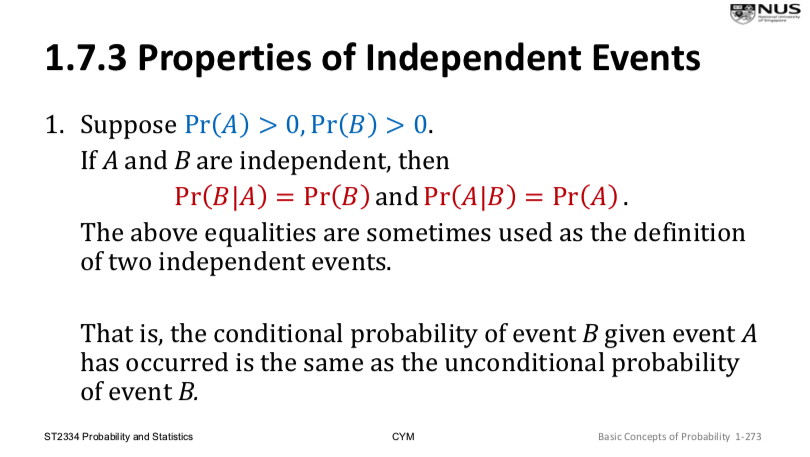 NUS
National University
of Singapore
1.7.3 Properties of Independent Events
1. Suppose Pr(A) > 0, Pr(B) > 0.
If A and B are independent, then
Pr(B|A) = Pr(B) and Pr(A|B) = Pr(A) .
The above equalities are sometimes used as the definition
of two independent events.
That is, the conditional probability of event B given event A
has occurred is the same as the unconditional probability
of event B.
ST2334 Probability and Statistics CYM Basic Concepts of Probability 1-273